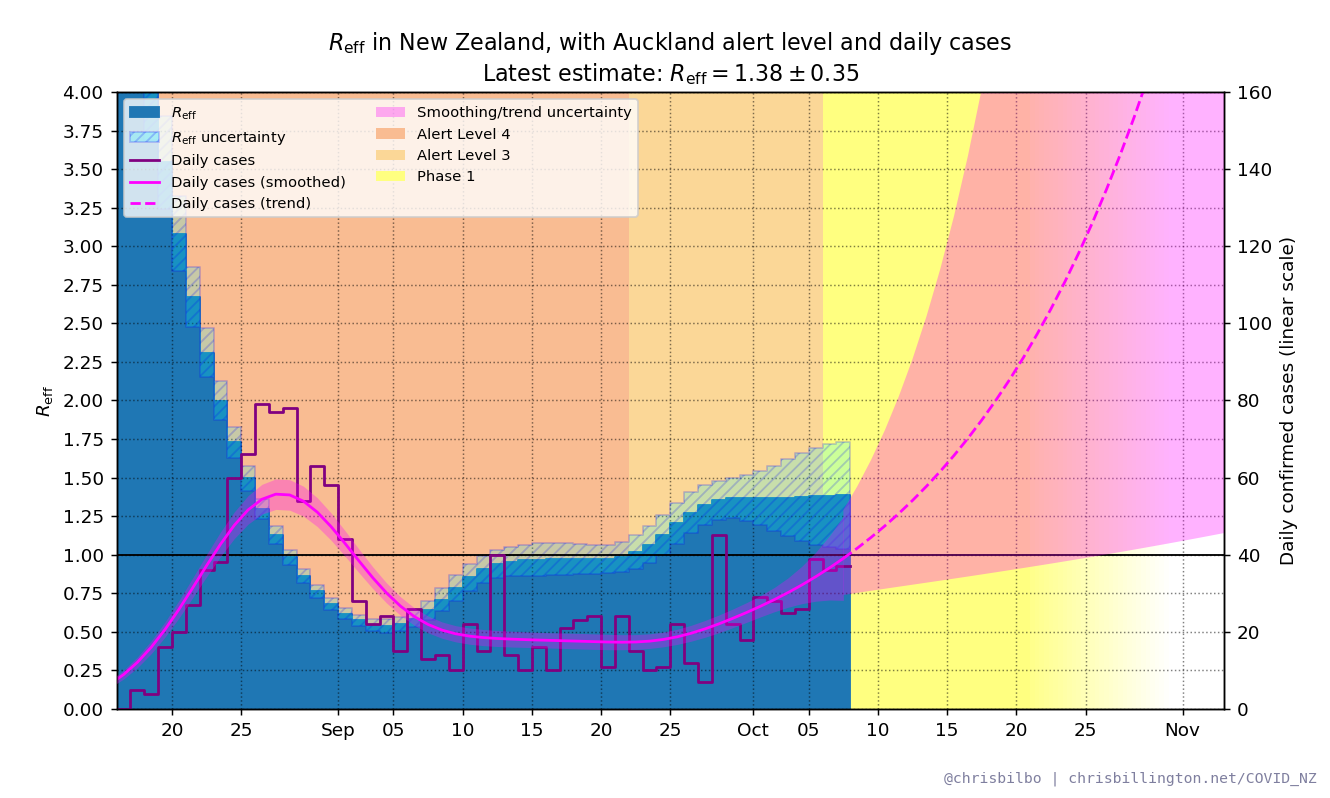 R_eff in New Zealand, with Auckland alert level and daily cases
Latest estimate: R_eff = 1.38 ± 0.35
R_eff
R_eff uncertainty
Daily cases
Daily cases (smoothed)
Daily cases (trend)
Smoothing/trend uncertainty
Alert Level 4
Alert Level 3
Phase 1
4.00
3.75
3.50
3.25
3.00
2.75
2.50
2.25
2.00
1.75
1.50
1.25
1.00
0.75
0.50
0.25
0.00
R_eff
160
140
120
100
80
60
40
20
0
Daily confirmed cases (linear scale)
20 25 Sep 05 10 15 20 25 Oct 05 10 15 20 25 Nov
@chrisbilbo | chrisbillington.net/COVID_NZ